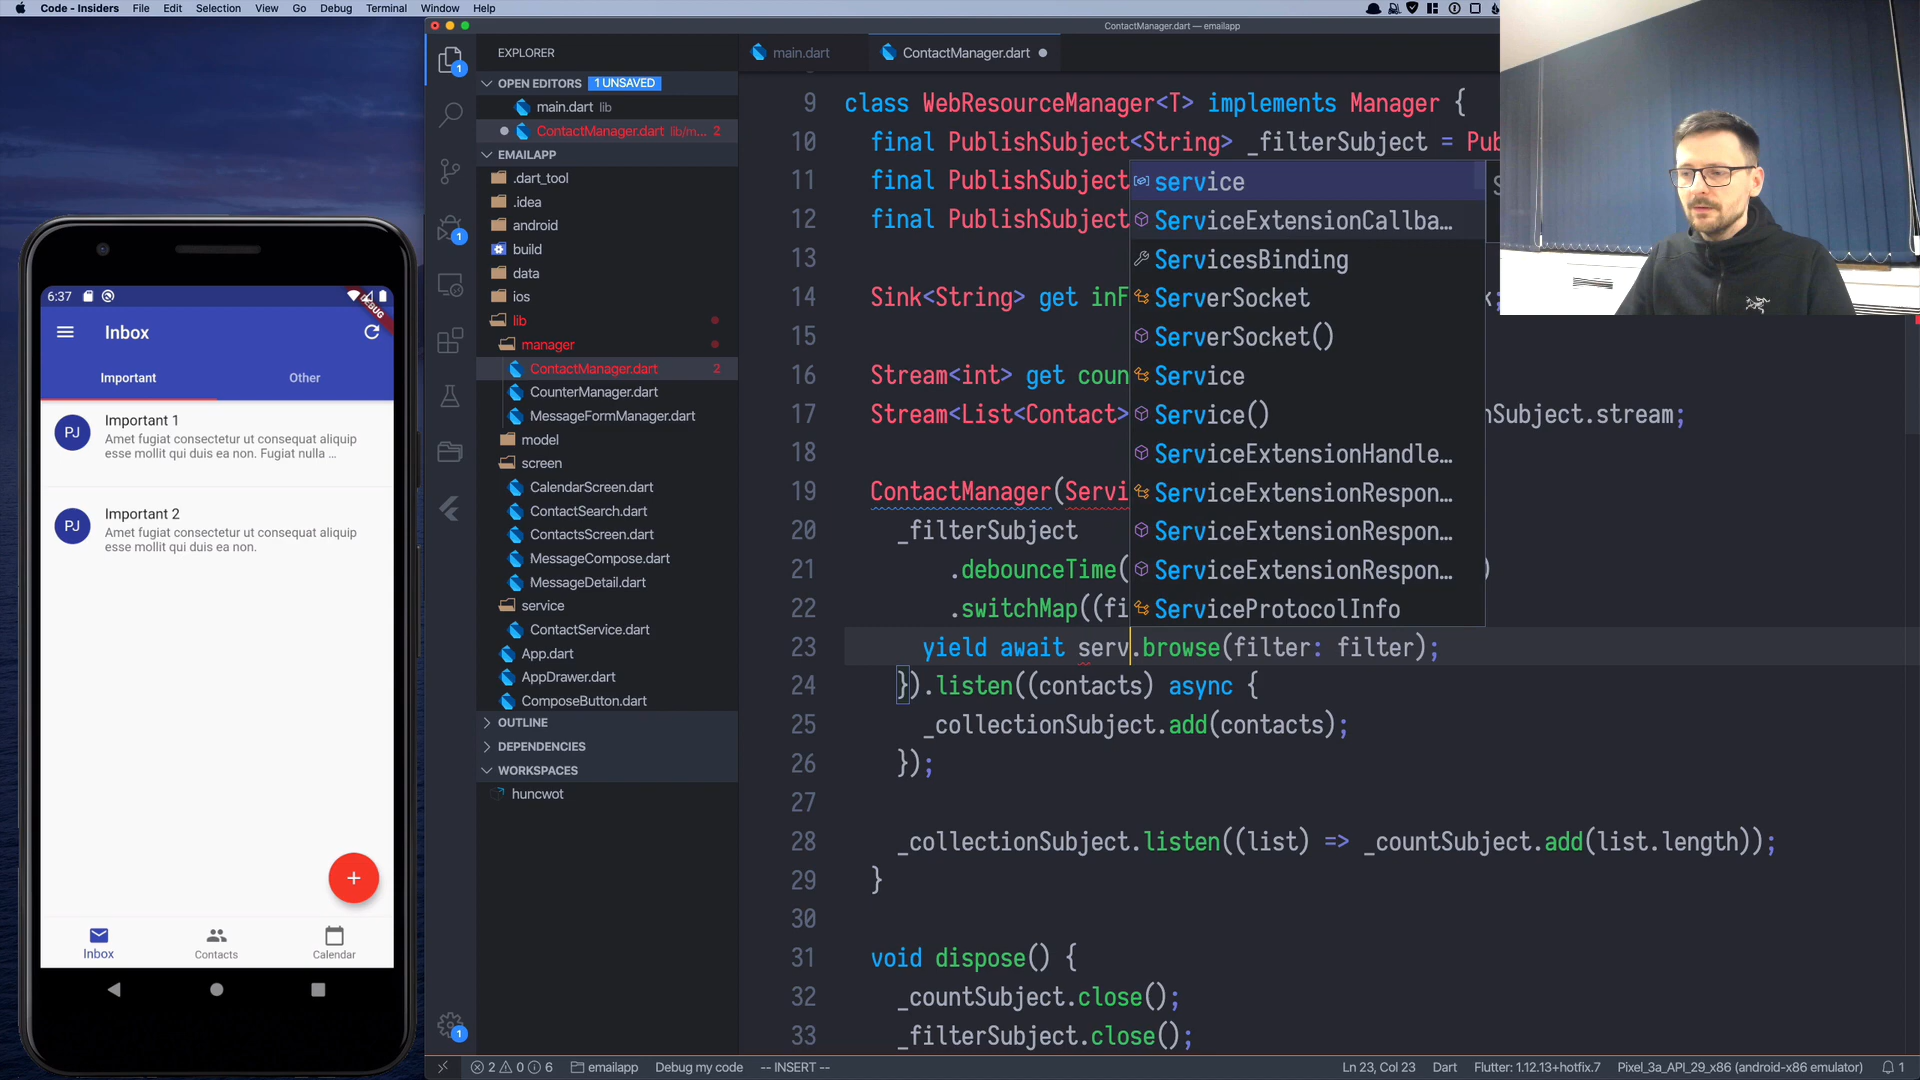 Code - Insiders File Edit Selection View Go Debug Terminal Window Help
ContactManager.dart — emailapp
EXPLORER
OPEN EDITORS 1 UNSAVED
main.dart lib
ContactManager.dart lib/m... 2
EMAILAPP
.dart_tool
.idea
android
build
data
ios
lib
manager
ContactManager.dart 2
CounterManager.dart
MessageFormManager.dart
model
screen
CalendarScreen.dart
ContactSearch.dart
ContactsScreen.dart
MessageCompose.dart
MessageDetail.dart
service
ContactService.dart
App.dart
AppDrawer.dart
ComposeButton.dart
OUTLINE
DEPENDENCIES
WORKSPACES
huncwot
1
1
1
main.dart
ContactManager.dart
9 class WebResourceManager<T> implements Manager {
10 final PublishSubject<String> _filterSubject = Pub
11 final PublishSubject
12 final PublishSubject
13
14 Sink<String> get inF
15
16 Stream<int> get coun
17 Stream<List<Contact> nSubject.stream;
18
19 ContactManager(Servi
20 _filterSubject
21 .debounceTime( )
22 .switchMap((fi
23 yield await serv.browse(filter: filter);
24 }).listen((contacts) async {
25 _collectionSubject.add(contacts);
26 });
27
28 _collectionSubject.listen((list) => _countSubject.add(list.length));
29 }
30
31 void dispose() {
32 _countSubject.close();
33 _filterSubject.close();
service
ServiceExtensionCallba...
ServicesBinding
ServerSocket
ServerSocket()
Service
Service()
ServiceExtensionHandle...
ServiceExtensionRespon...
ServiceExtensionRespon...
ServiceExtensionRespon...
ServiceProtocolInfo
6:37
DEBUG
Inbox
Important Other
PJ
Important 1
Amet fugiat consectetur ut consequat aliquip
esse mollit qui duis ea non. Fugiat nulla ...
PJ
Important 2
Amet fugiat consectetur ut consequat aliquip
esse mollit qui duis ea non.
+
Inbox Contacts Calendar
2 0 6 emailapp Debug my code -- INSERT -- Ln 23, Col 23 Dart Flutter: 1.12.13+hotfix.7 Pixel_3a_API_29_x86 (android-x86 emulator) 1